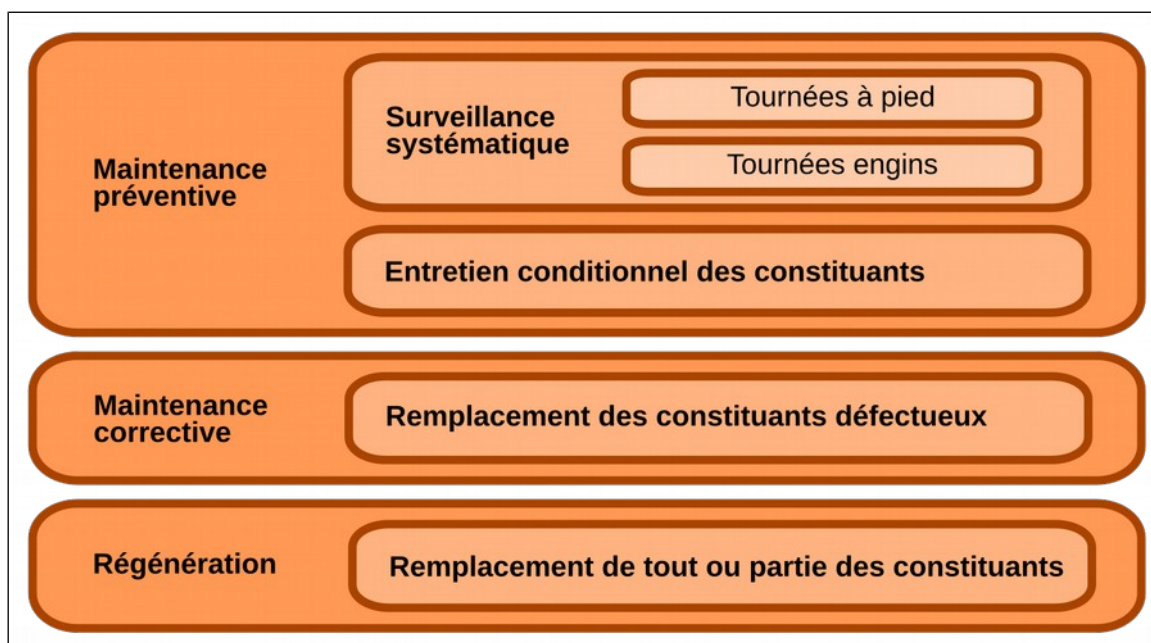 Maintenance
préventive
Surveillance
systématique
Tournées à pied
Tournées engins
Entretien conditionnel des constituants
Maintenance
corrective
Remplacement des constituants défectueux
Régénération
Remplacement de tout ou partie des constituants